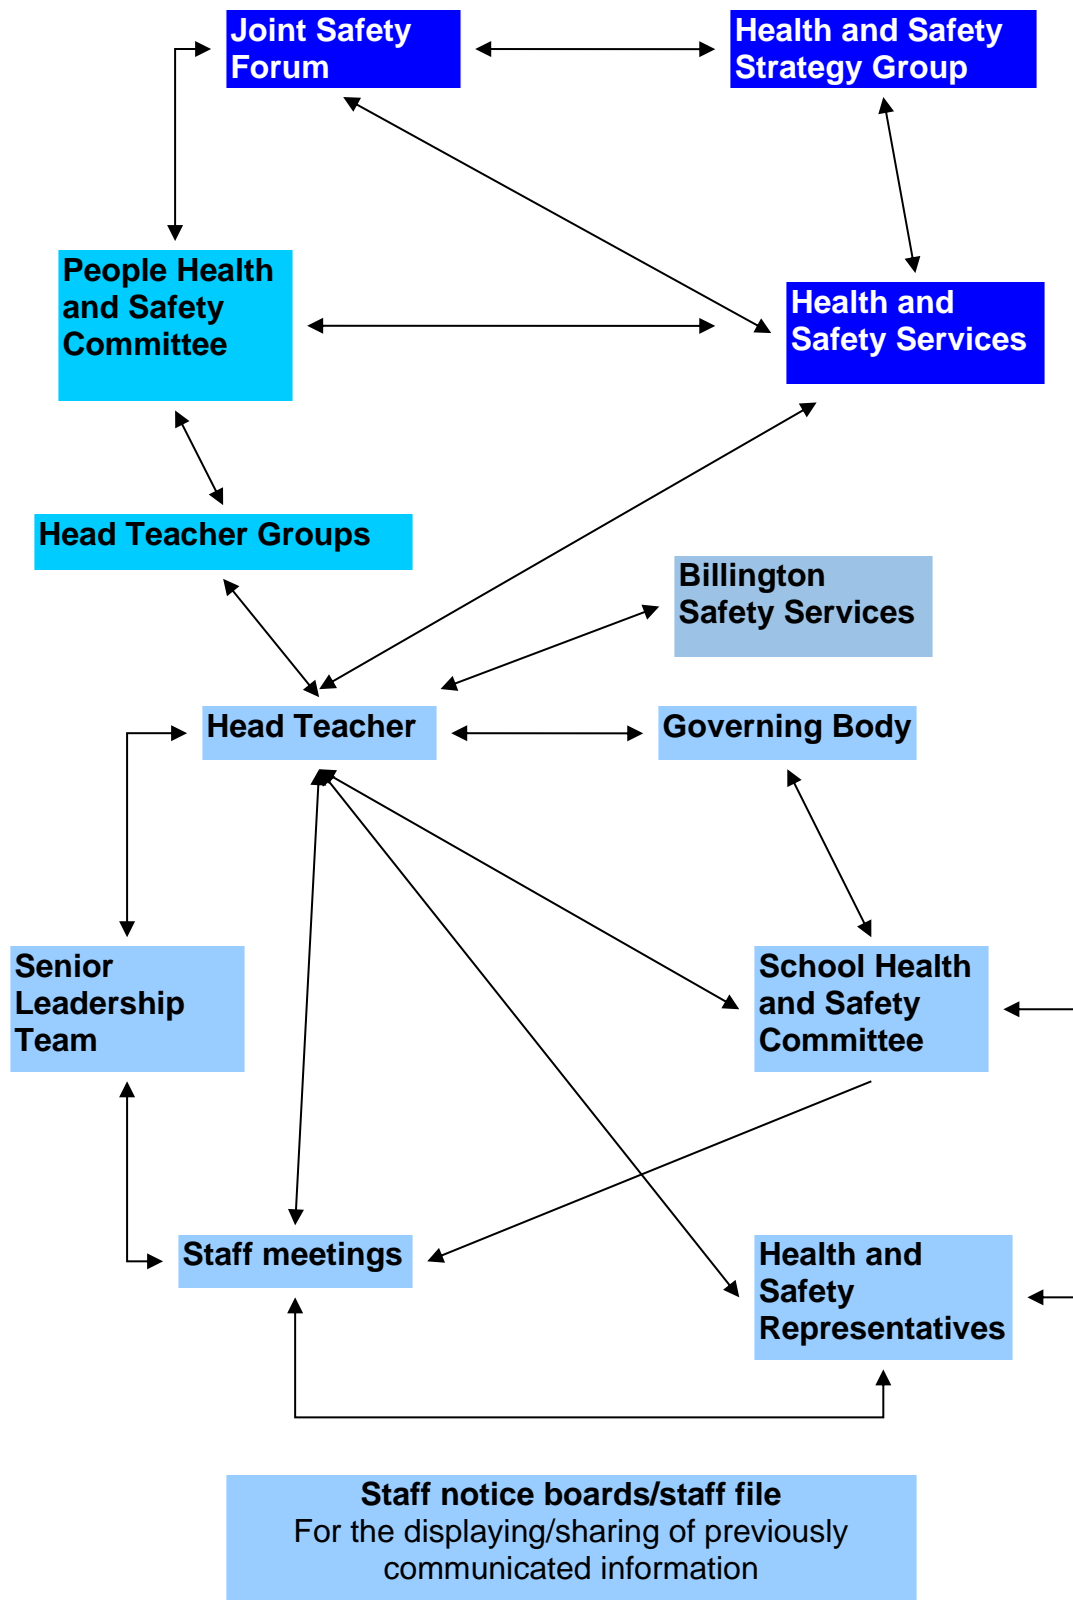 Joint Safety
Forum
Health and Safety
Strategy Group
People Health
and Safety
Committee
Health and
Safety Services
Head Teacher Groups
Billington
Safety Services
Head Teacher
Governing Body
Senior
Leadership
Team
School Health
and Safety
Committee
Staff meetings
Health and
Safety
Representatives
Staff notice boards/staff file
For the displaying/sharing of previously
communicated information